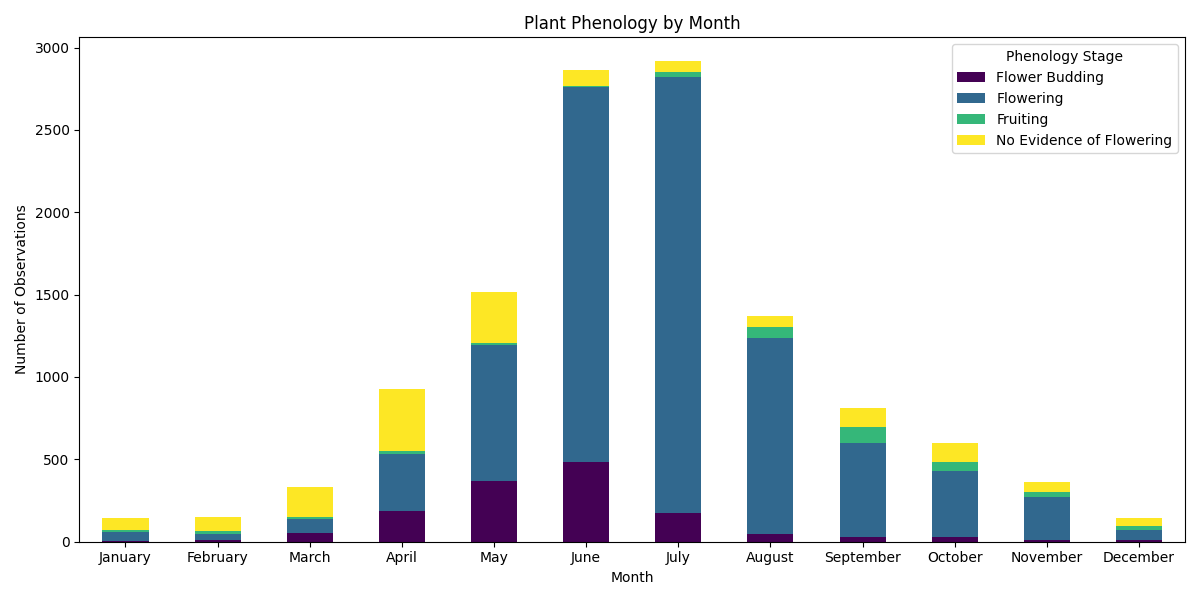 Plant Phenology by Month
Number of Observations
3000
2500
2000
1500
1000
500
0
Phenology Stage
Flower Budding
Flowering
Fruiting
No Evidence of Flowering
January February March April May June July August September October November December
Month